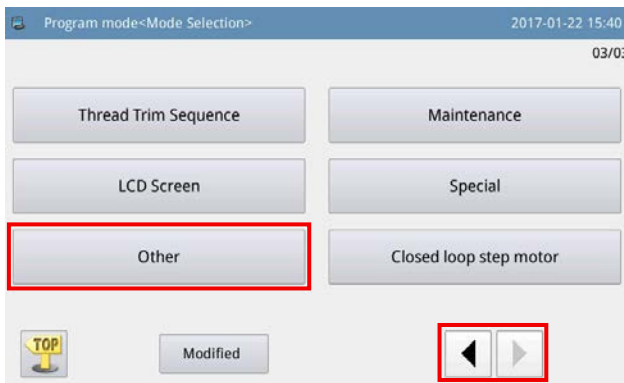 Program mode<Mode Selection>
2017-01-22 15:40
03/03
Thread Trim Sequence
Maintenance
LCD Screen
Special
Other
Closed loop step motor
TOP
Modified